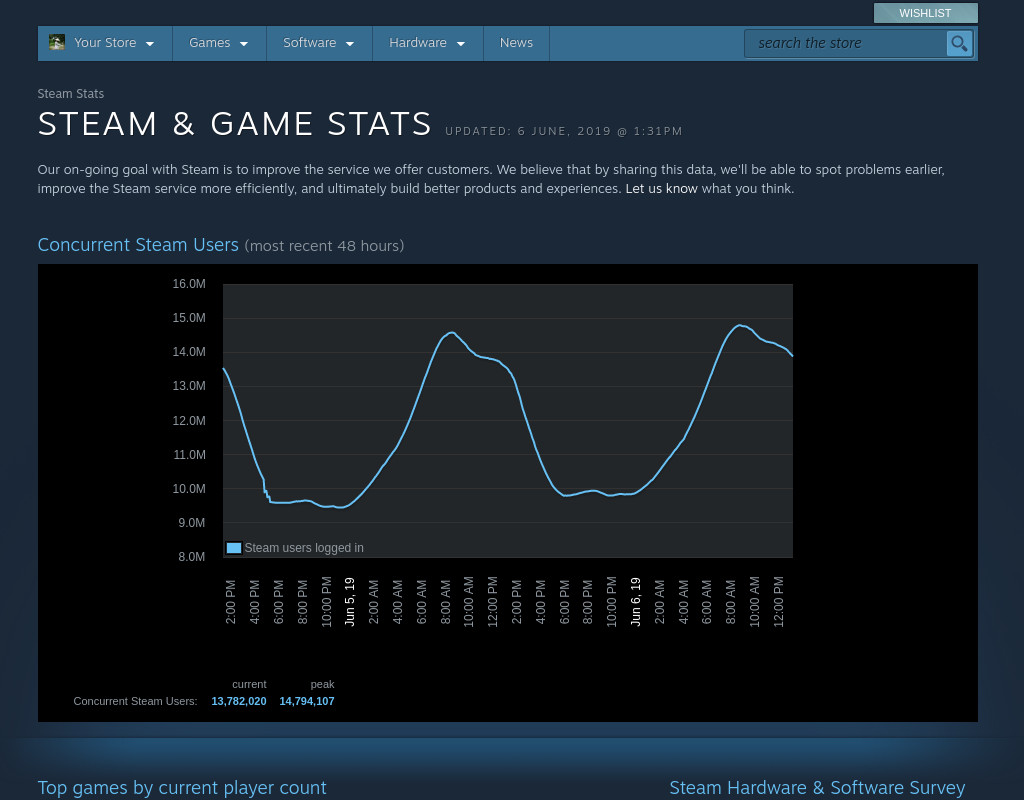 WISHLIST
Your Store Games Software Hardware News search the store
Steam Stats
STEAM & GAME STATS UPDATED: 6 JUNE, 2019 @ 1:31PM
Our on-going goal with Steam is to improve the service we offer customers. We believe that by sharing this data, we'll be able to spot problems earlier,
improve the Steam service more efficiently, and ultimately build better products and experiences. Let us know what you think.
Concurrent Steam Users (most recent 48 hours)
16.0M
15.0M
14.0M
13.0M
12.0M
11.0M
10.0M
9.0M
Steam users logged in
8.0M
2:00 PM 4:00 PM 6:00 PM 8:00 PM 10:00 PM Jun 5, 19 2:00 AM 4:00 AM 6:00 AM 8:00 AM 10:00 AM 12:00 PM 2:00 PM 4:00 PM 6:00 PM 8:00 PM 10:00 PM Jun 6, 19 2:00 AM 4:00 AM 6:00 AM 8:00 AM 10:00 AM 12:00 PM
current peak
Concurrent Steam Users: 13,782,020 14,794,107
Top games by current player count Steam Hardware & Software Survey